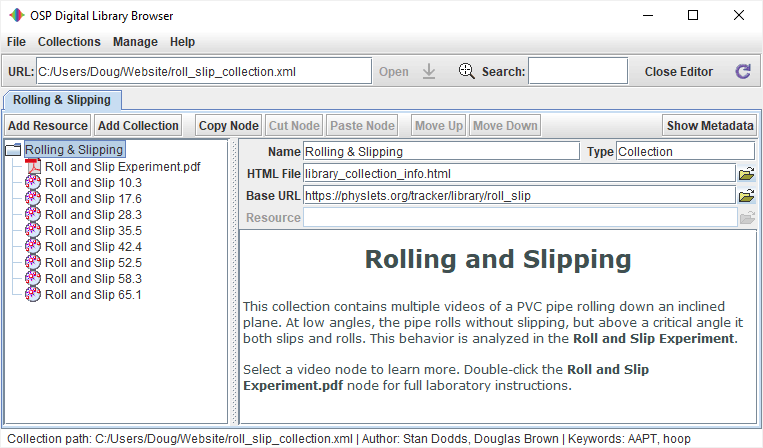 OSP Digital Library Browser
File Collections Manage Help
URL: C:/Users/Doug/Website/roll_slip_collection.xml Open Search: Close Editor
Rolling & Slipping
Add Resource Add Collection Copy Node Cut Node Paste Node Move Up Move Down Show Metadata
Rolling & Slipping
Roll and Slip Experiment.pdf
Roll and Slip 10.3
Roll and Slip 17.6
Roll and Slip 28.3
Roll and Slip 35.5
Roll and Slip 42.4
Roll and Slip 52.5
Roll and Slip 58.3
Roll and Slip 65.1
Name Rolling & Slipping Type Collection
HTML File library_collection_info.html
Base URL https://physlets.org/tracker/library/roll_slip
Resource
Rolling and Slipping
This collection contains multiple videos of a PVC pipe rolling down an inclined
plane. At low angles, the pipe rolls without slipping, but above a critical angle it
both slips and rolls. This behavior is analyzed in the Roll and Slip Experiment.
Select a video node to learn more. Double-click the Roll and Slip
Experiment.pdf node for full laboratory instructions.
Collection path: C:/Users/Doug/Website/roll_slip_collection.xml | Author: Stan Dodds, Douglas Brown | Keywords: AAPT, hoop